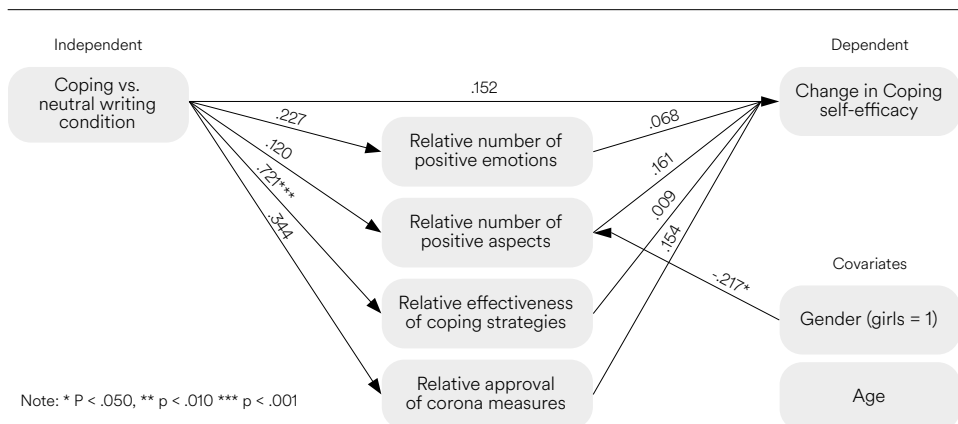 Independent
Dependent
Coping vs.
neutral writing
condition
.152
Change in Coping
self-efficacy
.227
.068
Relative number of
positive emotions
.120
.161
.721***
.009
Relative number of
positive aspects
.344
.154
Covariates
-.217*
Relative effectiveness
of coping strategies
Gender (girls = 1)
Relative approval
of corona measures
Age
Note: * P < .050, ** p < .010 *** p < .001